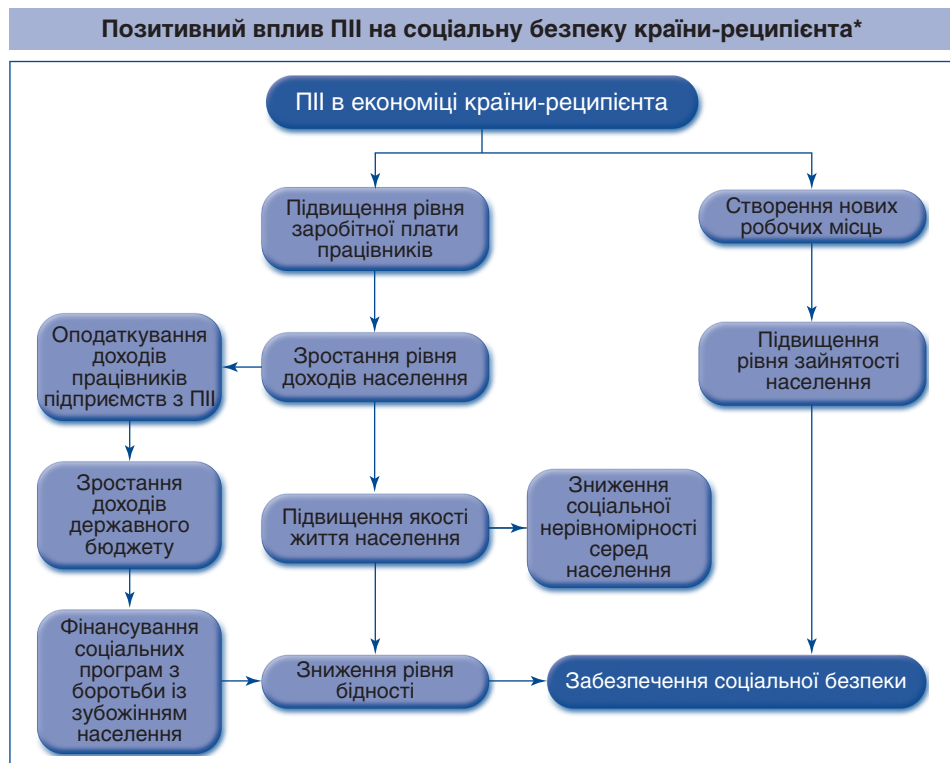 Позитивний вплив ПІІ на соціальну безпеку країни-реципієнта*
ПІІ в економіці країни-реципієнта
Підвищення рівня
заробітної плати
працівників
Створення нових
робочих місць
Оподаткування
доходів
працівників
підприємств з ПІІ
Зростання рівня
доходів населення
Підвищення
рівня зайнятості
населення
Зростання
доходів
державного
бюджету
Підвищення якості
життя населення
Зниження
соціальної
нерівномірності
серед
населення
Фінансування
соціальних
програм з
боротьби із
зубожінням
населення
Зниження рівня
бідності
Забезпечення соціальної безпеки